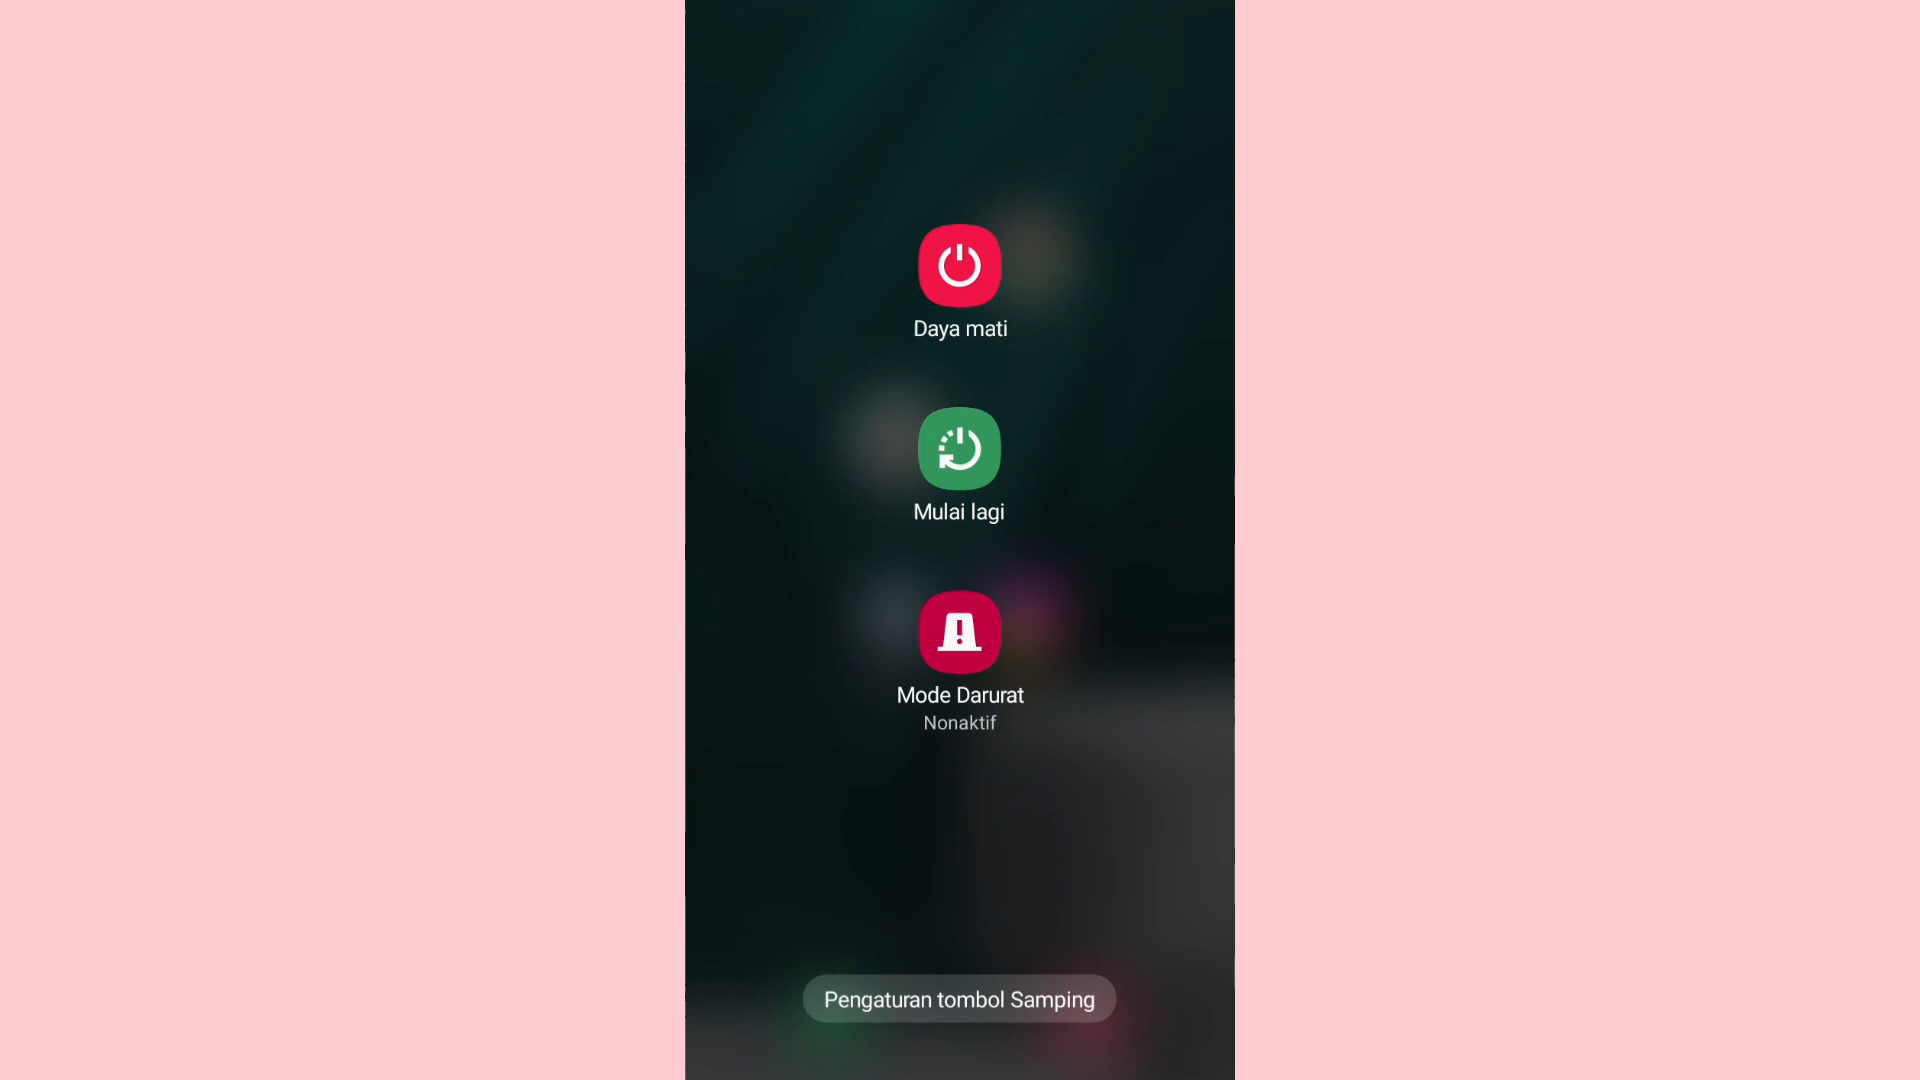 Daya mati
Mulai lagi
Mode Darurat
Nonaktif
Pengaturan tombol Samping